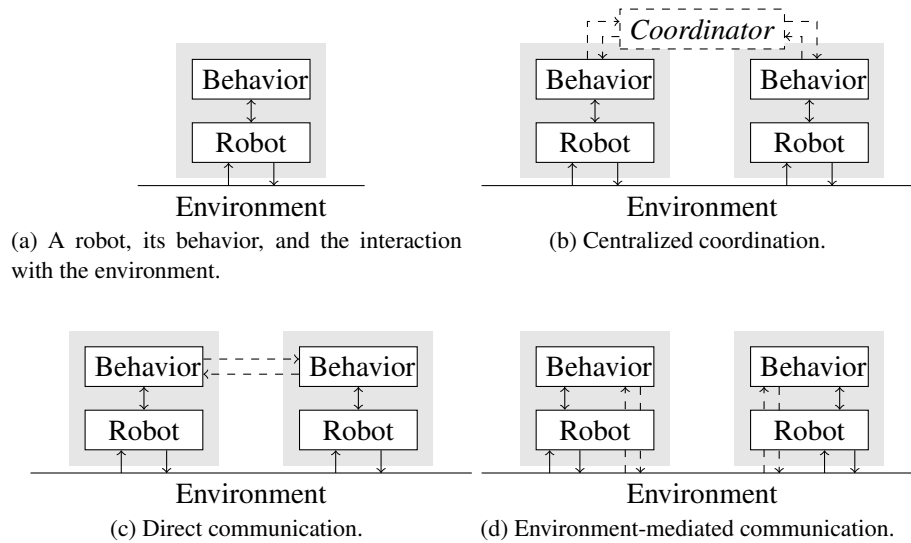 Behavior
Robot
Environment
(a) A robot, its behavior, and the interaction
with the environment.
Coordinator
Behavior Behavior
Robot Robot
Environment
(b) Centralized coordination.
Behavior Behavior
Robot Robot
Environment
(c) Direct communication.
Behavior Behavior
Robot Robot
Environment
(d) Environment-mediated communication.